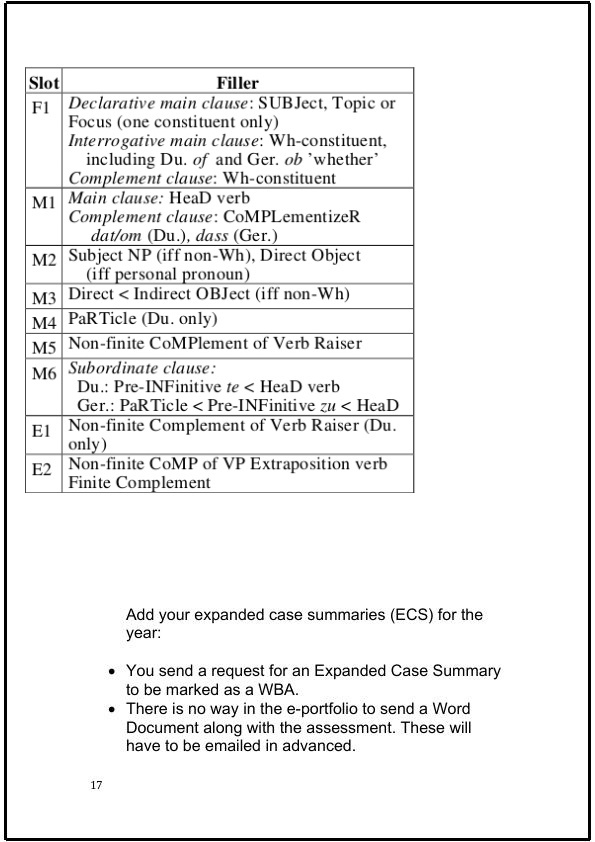 Slot Filler
F1 Declarative main clause: SUBJect, Topic or
Focus (one constituent only)
Interrogative main clause: Wh-constituent,
including Du. of and Ger. ob ’whether’
Complement clause: Wh-constituent
M1 Main clause: HeaD verb
Complement clause: CoMPLementizeR
dat/om (Du.), dass (Ger.)
M2 Subject NP (iff non-Wh), Direct Object
(iff personal pronoun)
M3 Direct < Indirect OBJect (iff non-Wh)
M4 PaRTicle (Du. only)
M5 Non-finite CoMPlement of Verb Raiser
M6 Subordinate clause:
Du.: Pre-INFinitive te < HeaD verb
Ger.: PaRTicle < Pre-INFinitive zu < HeaD
E1 Non-finite Complement of Verb Raiser (Du.
only)
E2 Non-finite CoMP of VP Extraposition verb
Finite Complement
Add your expanded case summaries (ECS) for the
year:
• You send a request for an Expanded Case Summary
to be marked as a WBA.
• There is no way in the e-portfolio to send a Word
Document along with the assessment. These will
have to be emailed in advanced.
17